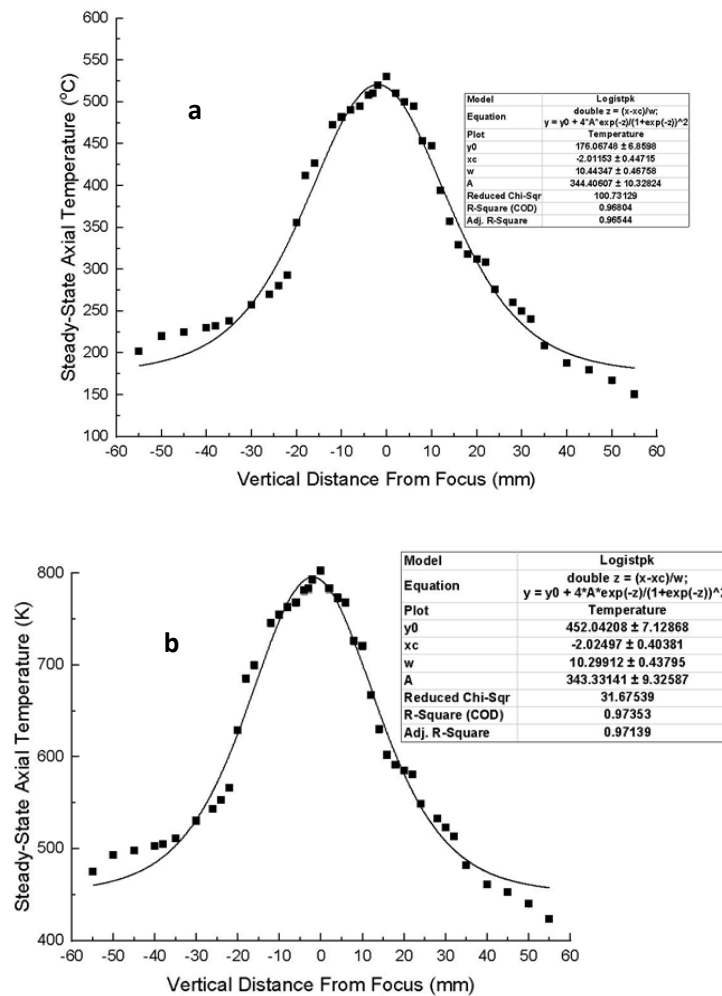 a
Steady-State Axial Temperature (°C)
600
550
500
450
400
350
300
250
200
150
100
-60 -50 -40 -30 -20 -10 0 10 20 30 40 50 60
Vertical Distance From Focus (mm)
Model Logistpk
Equation double z = (x-xc)/w;
y = y0 + 4*A*exp(-z)/(1+exp(-z))^2
Plot Temperature
y0 176.06748 ± 6.8598
xc -2.01153 ± 0.44715
w 10.44347 ± 0.46758
A 344.40607 ± 10.32824
Reduced Chi-Sqr 100.73129
R-Square (COD) 0.96804
Adj. R-Square 0.96544
b
Steady-State Axial Temperature (K)
800
700
600
500
400
-60 -50 -40 -30 -20 -10 0 10 20 30 40 50 60
Vertical Distance From Focus (mm)
Model Logistpk
Equation double z = (x-xc)/w;
y = y0 + 4*A*exp(-z)/(1+exp(-z))^2
Plot Temperature
y0 452.04208 ± 7.12868
xc -2.02497 ± 0.40381
w 10.29912 ± 0.43795
A 343.33141 ± 9.32587
Reduced Chi-Sqr 31.67539
R-Square (COD) 0.97353
Adj. R-Square 0.97139